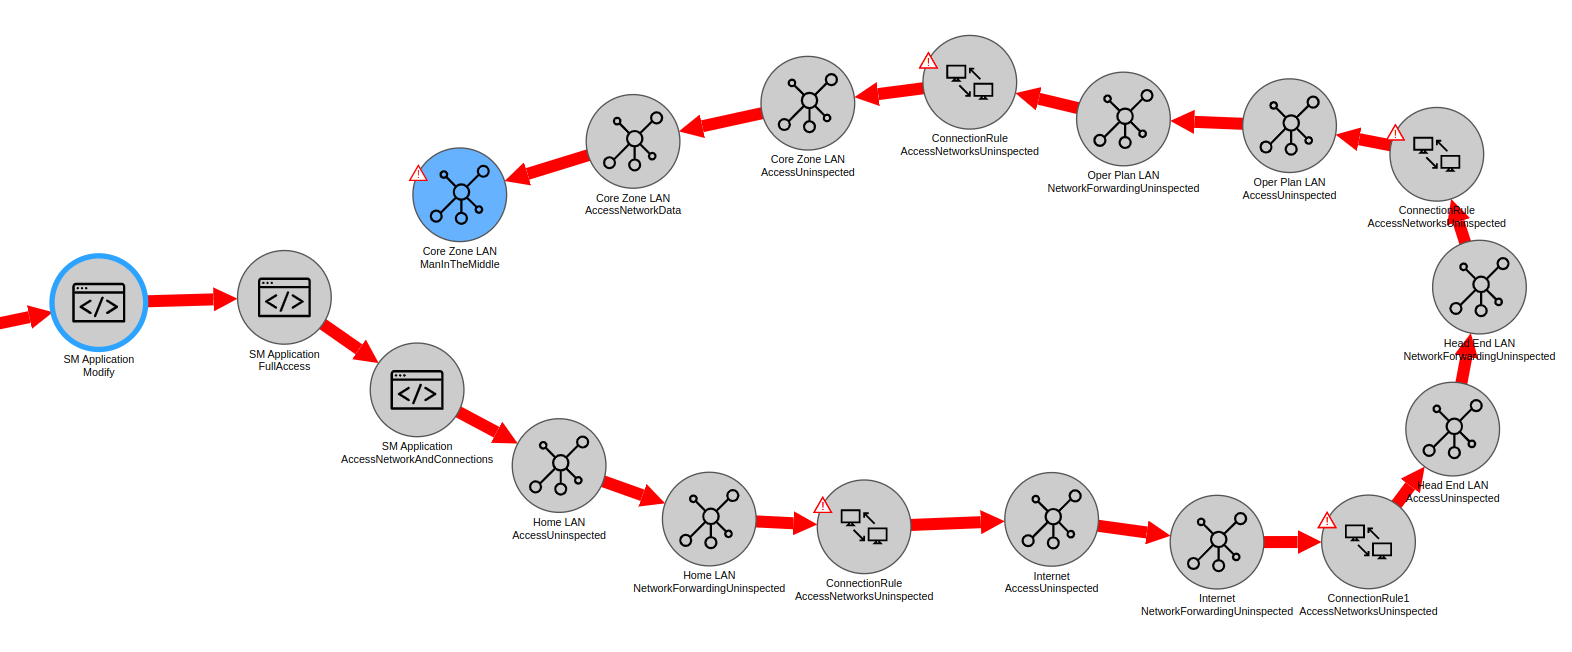 SM Application
Modify
SM Application
FullAccess
SM Application
AccessNetworkAndConnections
Home LAN
AccessUninspected
Home LAN
NetworkForwardingUninspected
ConnectionRule
AccessNetworksUninspected
Internet
AccessUninspected
Internet
NetworkForwardingUninspected
ConnectionRule1
AccessNetworksUninspected
Head End LAN
AccessUninspected
Head End LAN
NetworkForwardingUninspected
ConnectionRule
AccessNetworksUninspected
Oper Plan LAN
AccessUninspected
Oper Plan LAN
NetworkForwardingUninspected
ConnectionRule
AccessNetworksUninspected
Core Zone LAN
AccessUninspected
Core Zone LAN
AccessNetworkData
Core Zone LAN
ManInTheMiddle